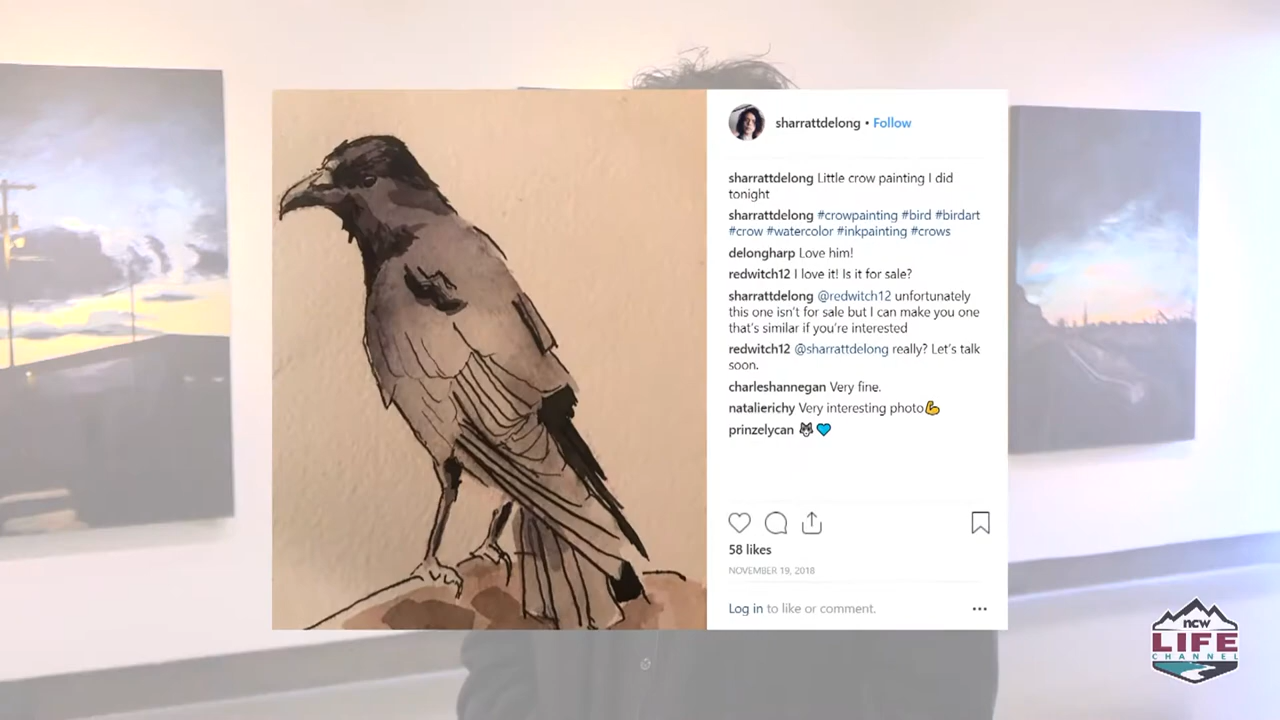 sharrattdelong • Follow
sharrattdelong Little crow painting I did
tonight
sharrattdelong #crowpainting #bird #birdart
#crow #watercolor #inkpainting #crows
delongharp Love him!
redwitch12 I love it! Is it for sale?
sharrattdelong @redwitch12 unfortunately
this one isn't for sale but I can make you one
that's similar if you're interested
redwitch12 @sharrattdelong really? Let's talk
soon.
charleshannegan Very fine.
natalierichy Very interesting photo💪
prinzelycan 🐺💙
58 likes
NOVEMBER 19, 2018
Log in to like or comment.
ncw
LIFE
CHANNEL